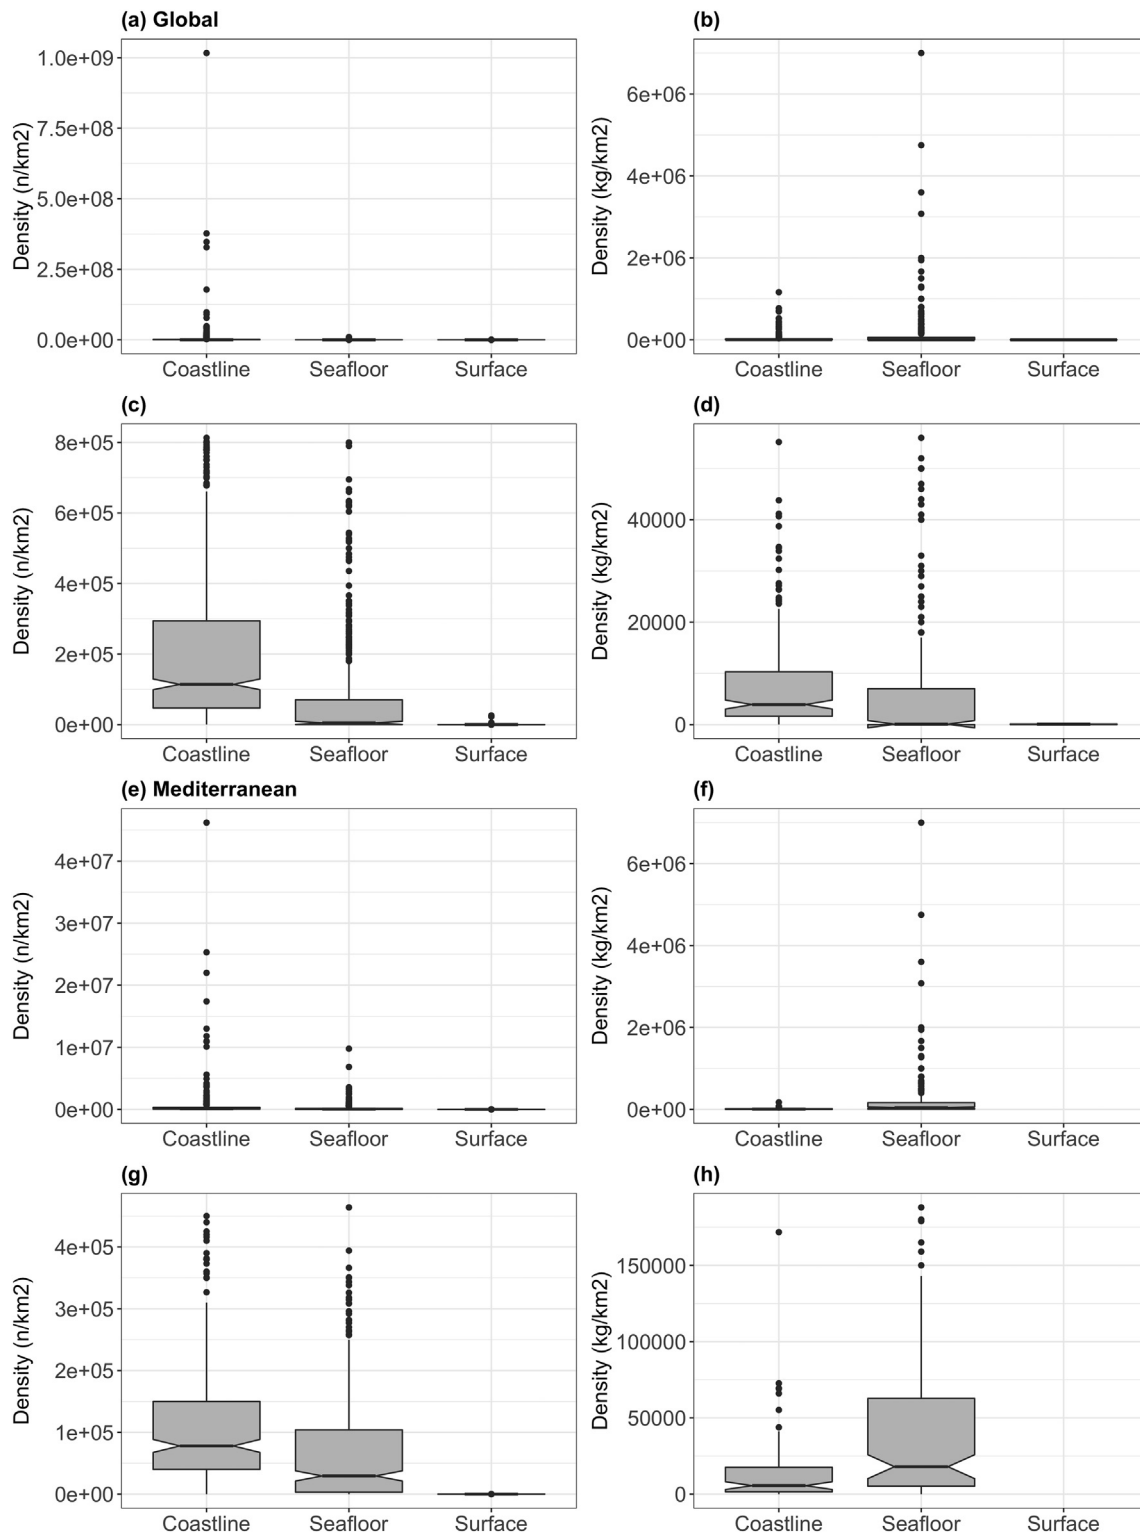 (a) Global
Density (n/km2)
1.0e+09
7.5e+08
5.0e+08
2.5e+08
0.0e+00
Coastline Seafloor Surface
(b)
Density (kg/km2)
6e+06
4e+06
2e+06
0e+00
Coastline Seafloor Surface
(c)
Density (n/km2)
8e+05
6e+05
4e+05
2e+05
0e+00
Coastline Seafloor Surface
(d)
Density (kg/km2)
40000
20000
0
Coastline Seafloor Surface
(e) Mediterranean
Density (n/km2)
4e+07
3e+07
2e+07
1e+07
0e+00
Coastline Seafloor Surface
(f)
Density (kg/km2)
6e+06
4e+06
2e+06
0e+00
Coastline Seafloor Surface
(g)
Density (n/km2)
4e+05
3e+05
2e+05
1e+05
0e+00
Coastline Seafloor Surface
(h)
Density (kg/km2)
150000
100000
50000
0
Coastline Seafloor Surface